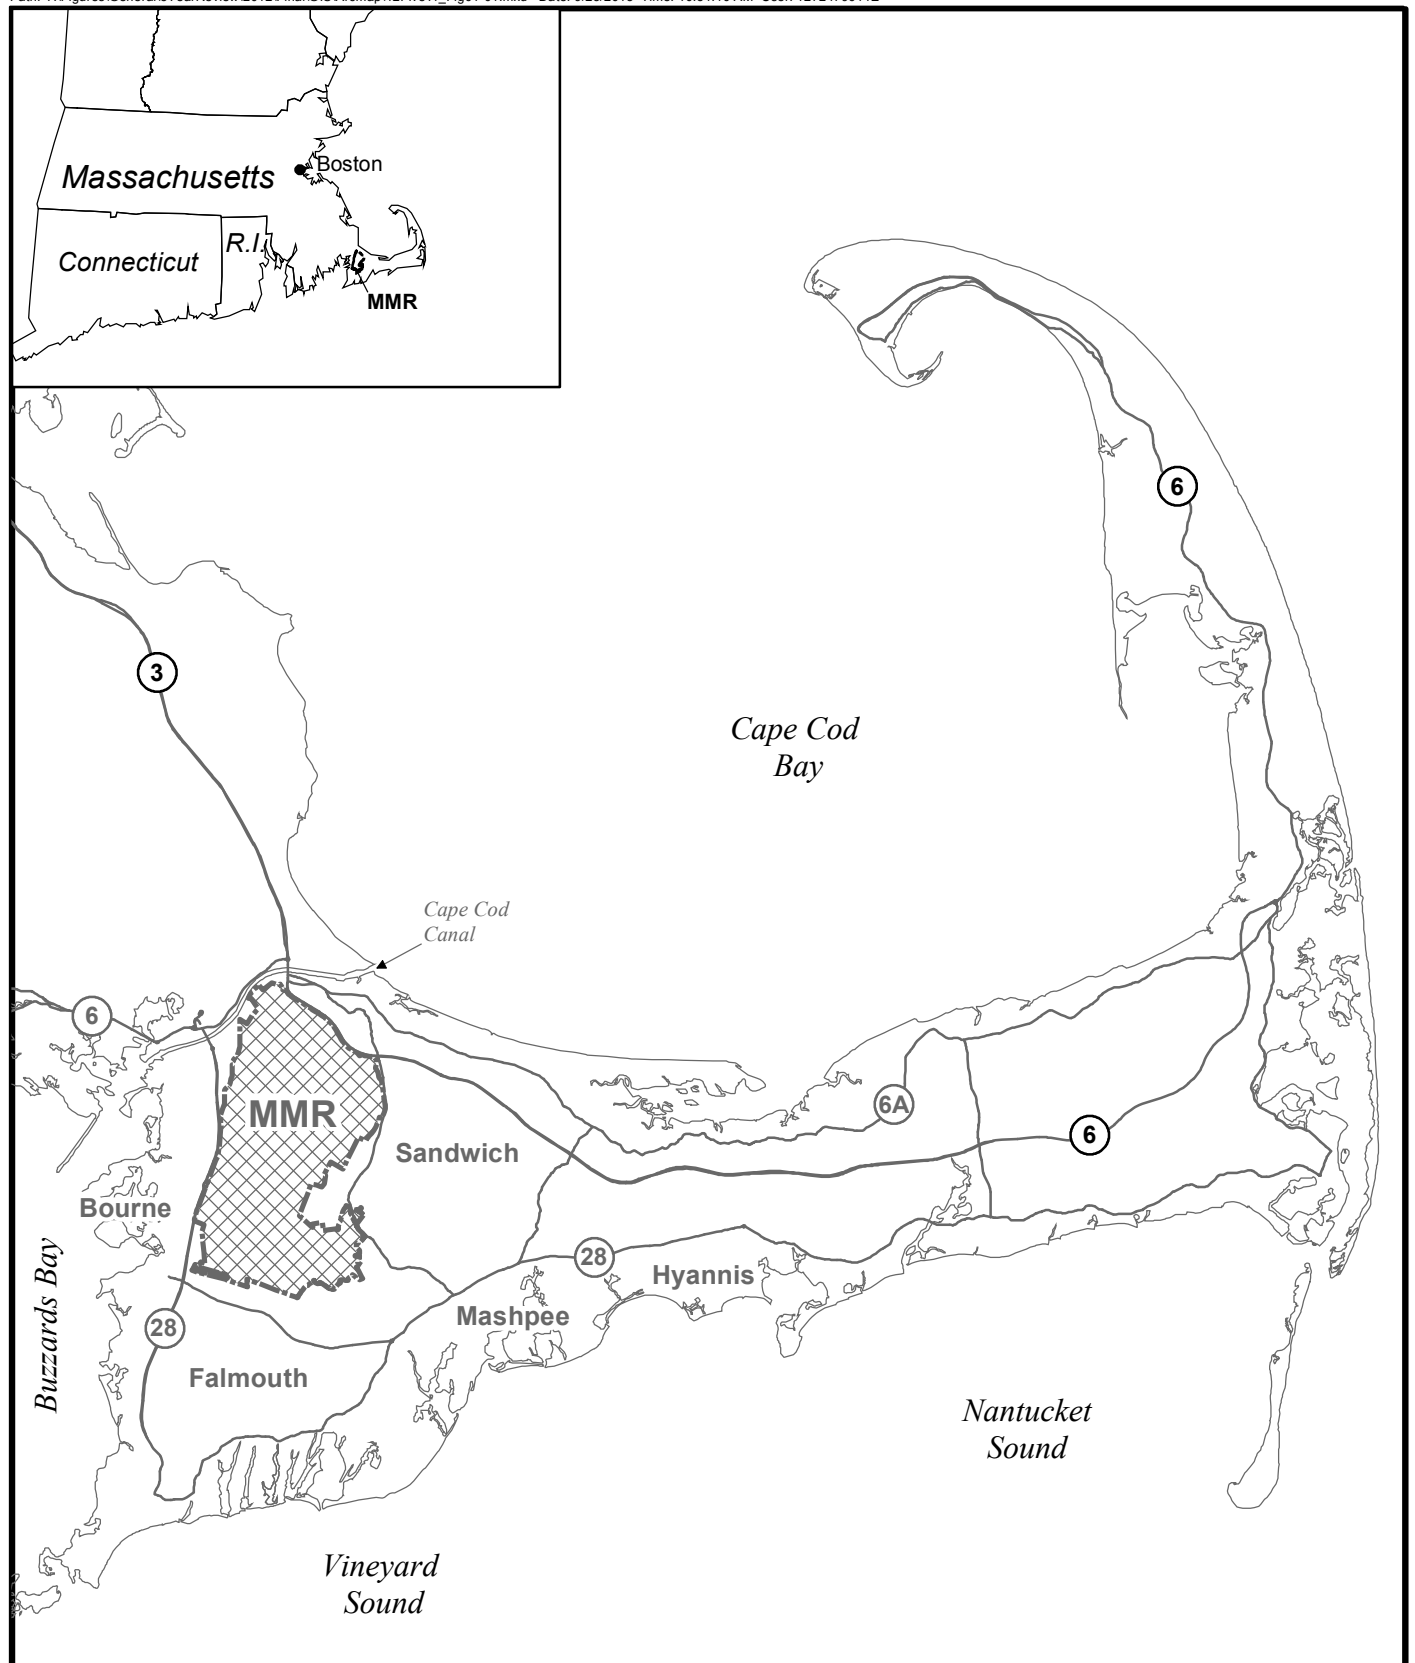 Massachusetts
Boston
Connecticut
R.I.
MMR
6
3
Cape Cod
Bay
Cape Cod
Canal
6
MMR
6A
6
Sandwich
Bourne
28
Hyannis
Mashpee
28
Buzzards Bay
Falmouth
Nantucket
Sound
Vineyard
Sound